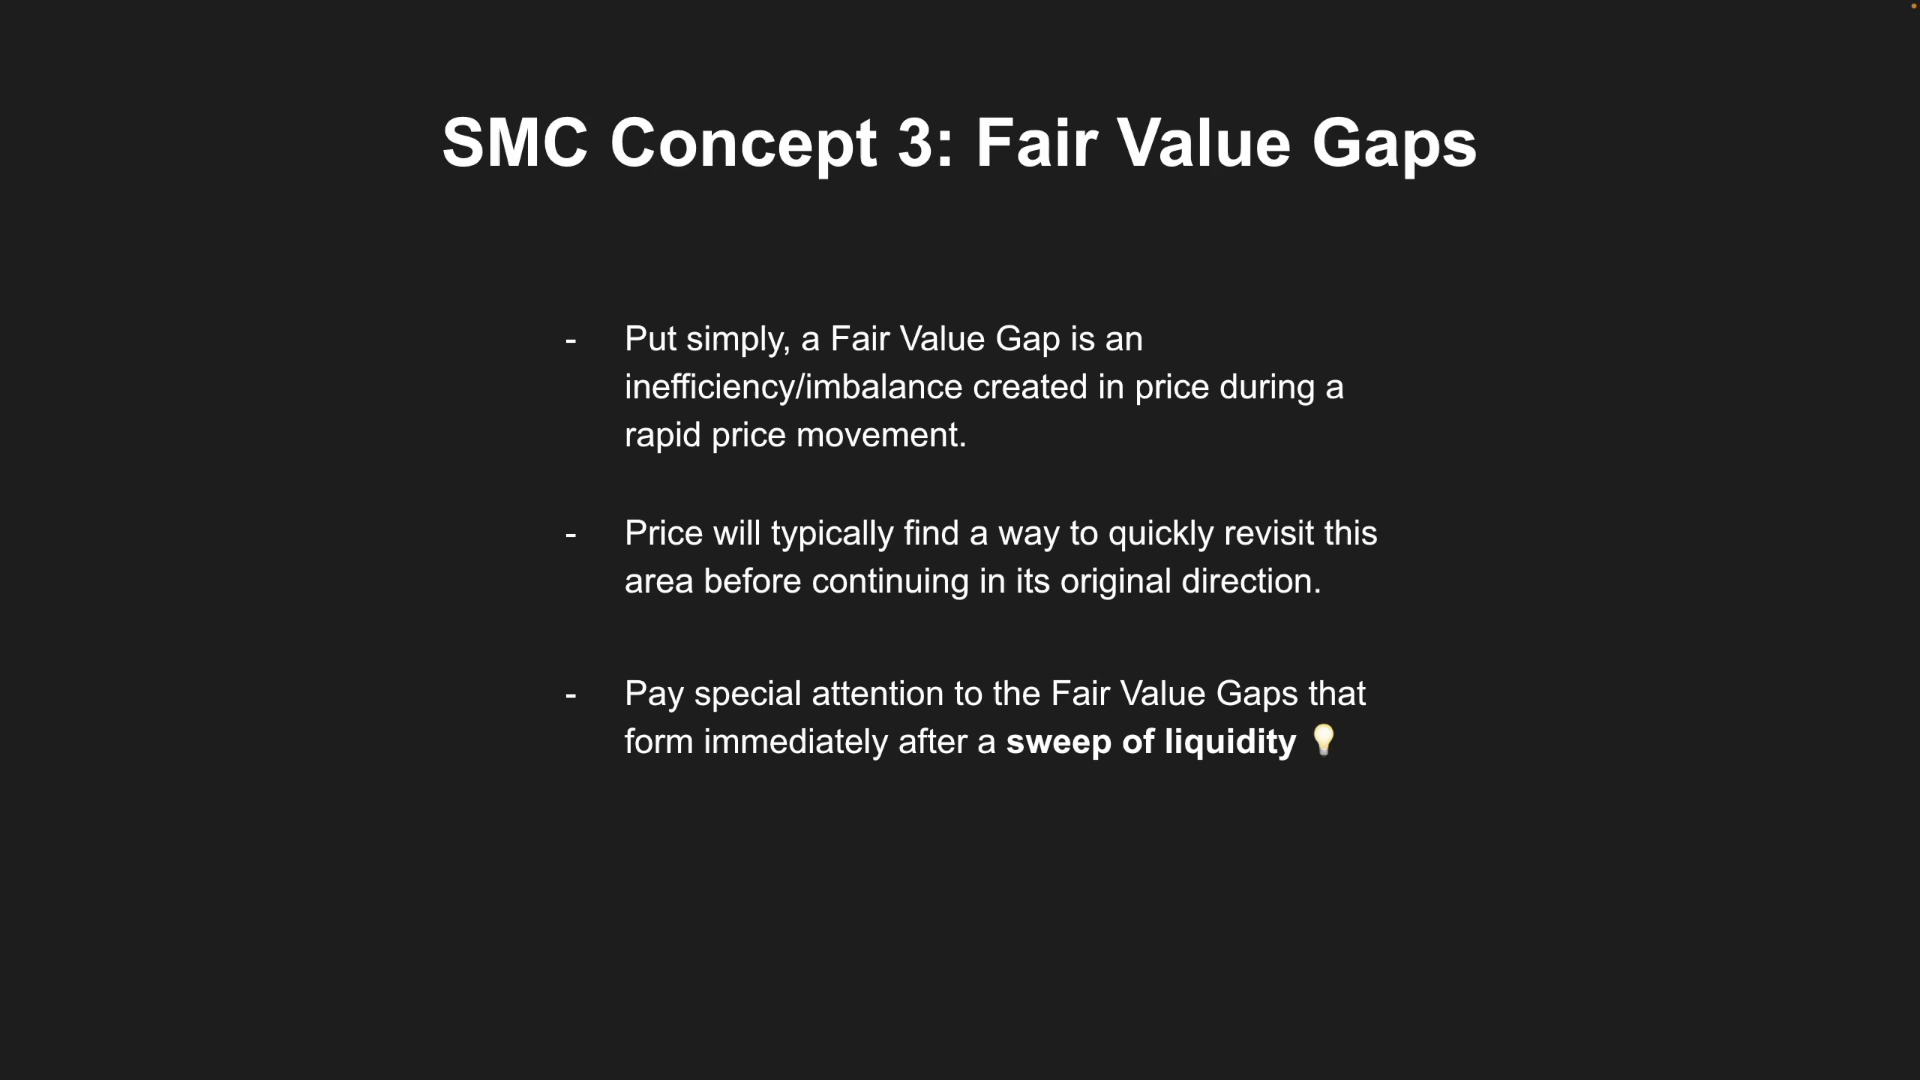 SMC Concept 3: Fair Value Gaps
- Put simply, a Fair Value Gap is an
inefficiency/imbalance created in price during a
rapid price movement.
- Price will typically find a way to quickly revisit this
area before continuing in its original direction.
- Pay special attention to the Fair Value Gaps that
form immediately after a sweep of liquidity 💡